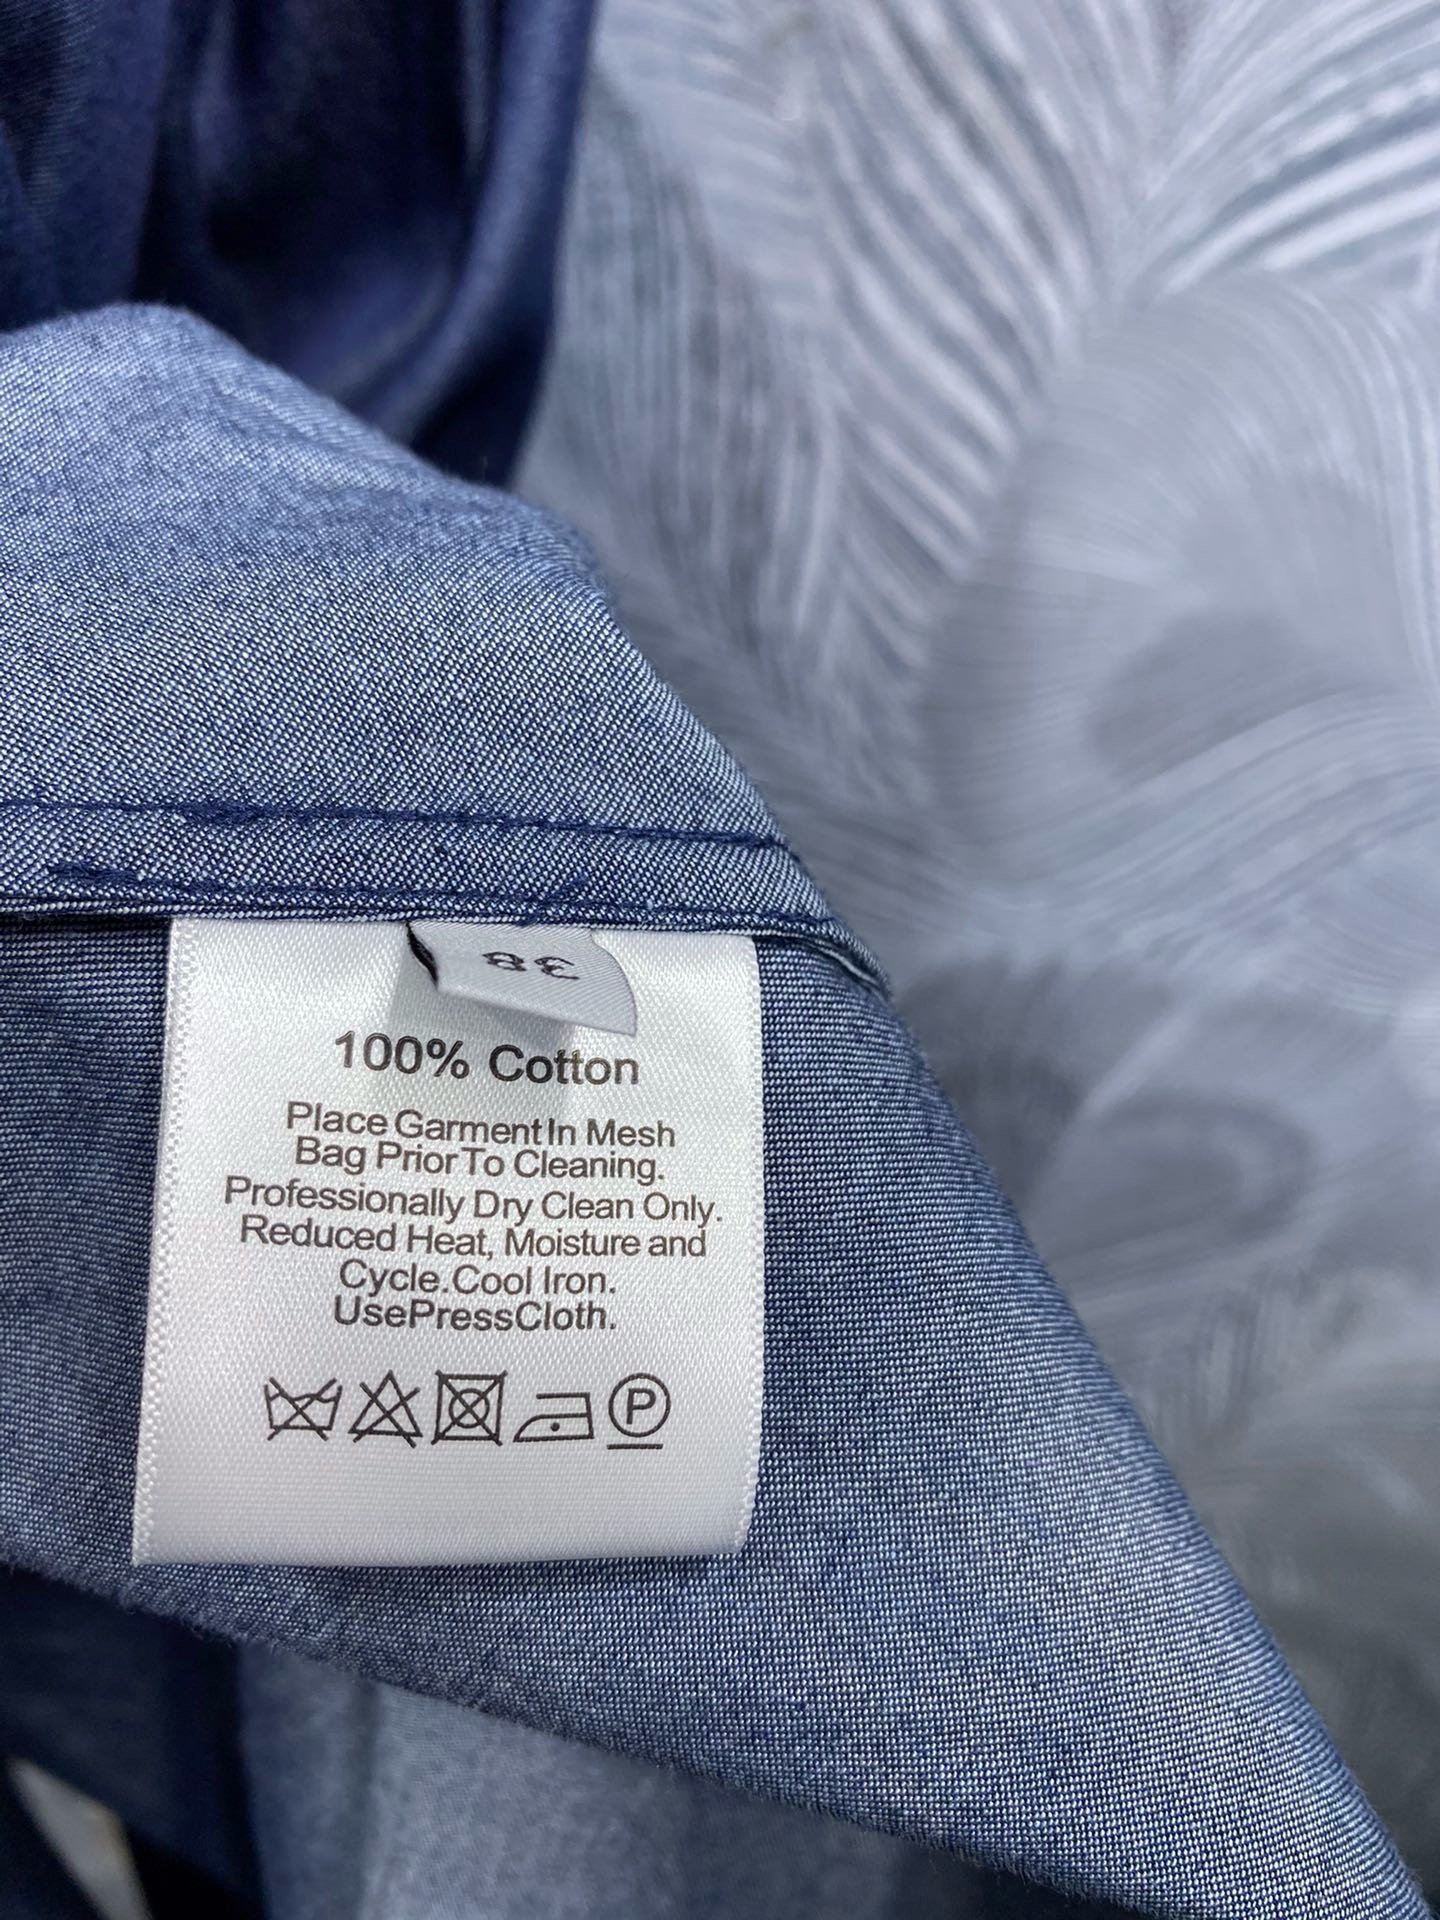 38
100% Cotton
Place Garment In Mesh
Bag Prior To Cleaning.
Professionally Dry Clean Only.
Reduced Heat, Moisture and
Cycle.Cool Iron.
UsePressCloth.
P